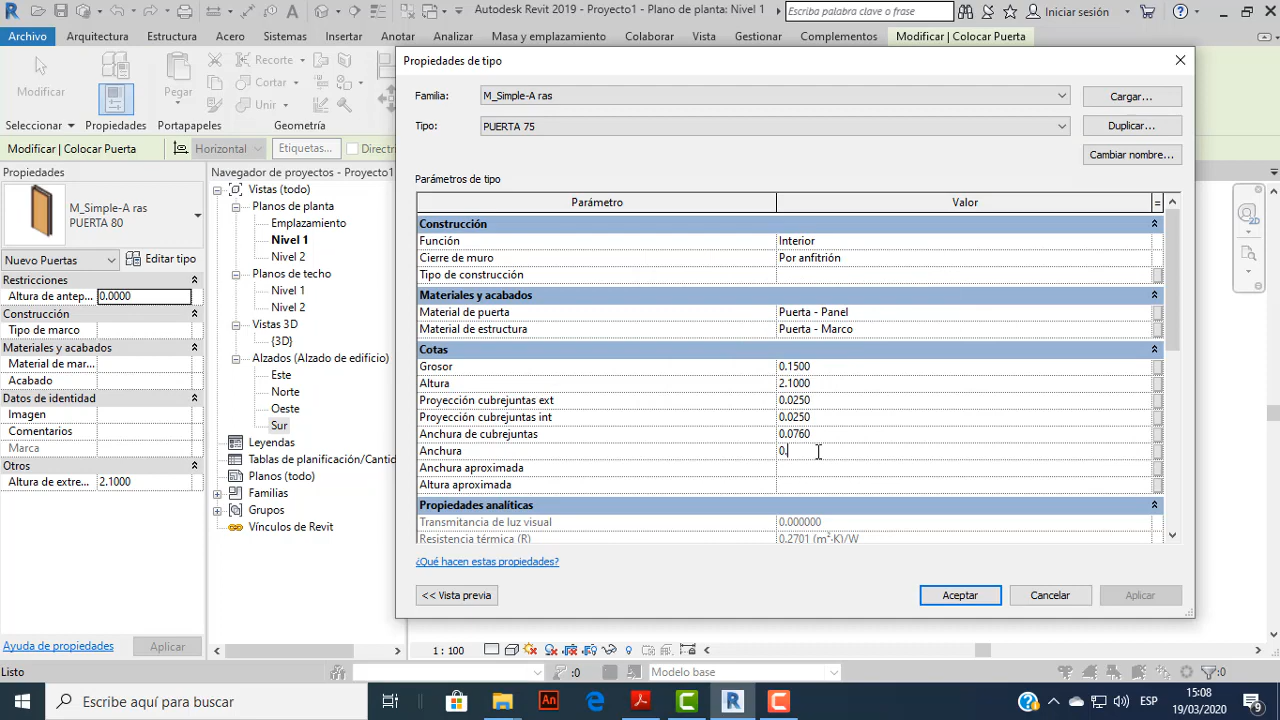 Autodesk Revit 2019 - Proyecto1 - Plano de planta: Nivel 1
Escriba palabra clave o frase
Iniciar sesión
Archivo Arquitectura Estructura Acero Sistemas Insertar Anotar Analizar Masa y emplazamiento Colaborar Vista Gestionar Complementos Modificar | Colocar Puerta
Modificar
Pegar
Recorte
Cortar
Unir
Seleccionar Propiedades Portapapeles Geometría
Modificar | Colocar Puerta Horizontal Etiquetas...
Propiedades
M_Simple-A ras
PUERTA 80
Nuevo Puertas Editar tipo
Restricciones
Altura de antep... 0.0000
Construcción
Tipo de marco
Materiales y acabados
Material de mar...
Acabado
Datos de identidad
Imagen
Comentarios
Marca
Otros
Altura de extre... 2.1000
Ayuda de propiedades Aplicar
Navegador de proyectos - Proyecto1
Vistas (todo)
Planos de planta
Emplazamiento
Nivel 1
Nivel 2
Planos de techo
Nivel 1
Nivel 2
Vistas 3D
{3D}
Alzados (Alzado de edificio)
Este
Norte
Oeste
Sur
Leyendas
Tablas de planificación/Cantid
Planos (todo)
Familias
Grupos
Vínculos de Revit
Propiedades de tipo
Familia: M_Simple-A ras Cargar...
Tipo: PUERTA 75 Duplicar...
Cambiar nombre...
Parámetros de tipo
Parámetro Valor =
Construcción
Función Interior
Cierre de muro Por anfitrión
Tipo de construcción
Materiales y acabados
Material de puerta Puerta - Panel
Material de estructura Puerta - Marco
Cotas
Grosor 0.1500
Altura 2.1000
Proyección cubrejuntas ext 0.0250
Proyección cubrejuntas int 0.0250
Anchura de cubrejuntas 0.0760
Anchura 0.
Anchura aproximada
Altura aproximada
Propiedades analíticas
Transmitancia de luz visual 0.000000
Resistencia térmica (R) 0.2701 (m²·K)/W
¿Qué hacen estas propiedades?
<< Vista previa Aceptar Cancelar Aplicar
1 : 100
Listo :0 Modelo base :0
Escribe aquí para buscar
ESP
15:08
19/03/2020